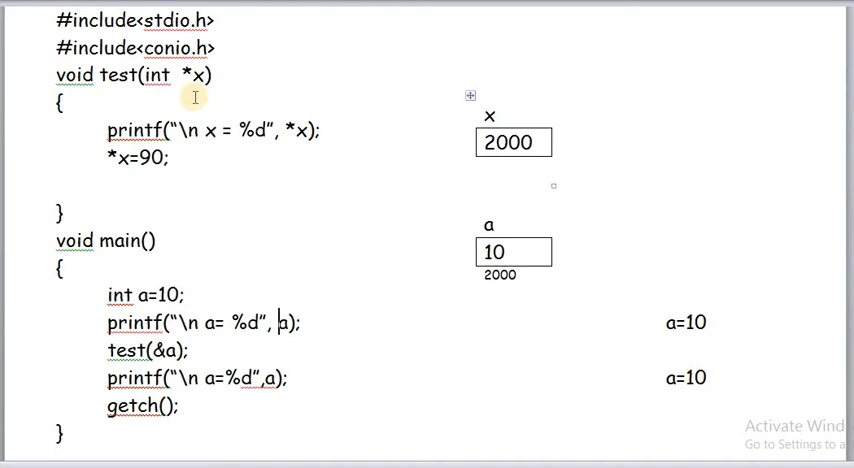 #include<stdio.h>
#include<conio.h>
void test(int *x)
{
printf(“\n x = %d”, *x);
*x=90;
}
void main()
{
int a=10;
printf(“\n a= %d”, a);
test(&a);
printf(“\n a=%d”,a);
getch();
}
x
2000
a
10
2000
a=10
a=10
Activate Wind
Go to Settings to a